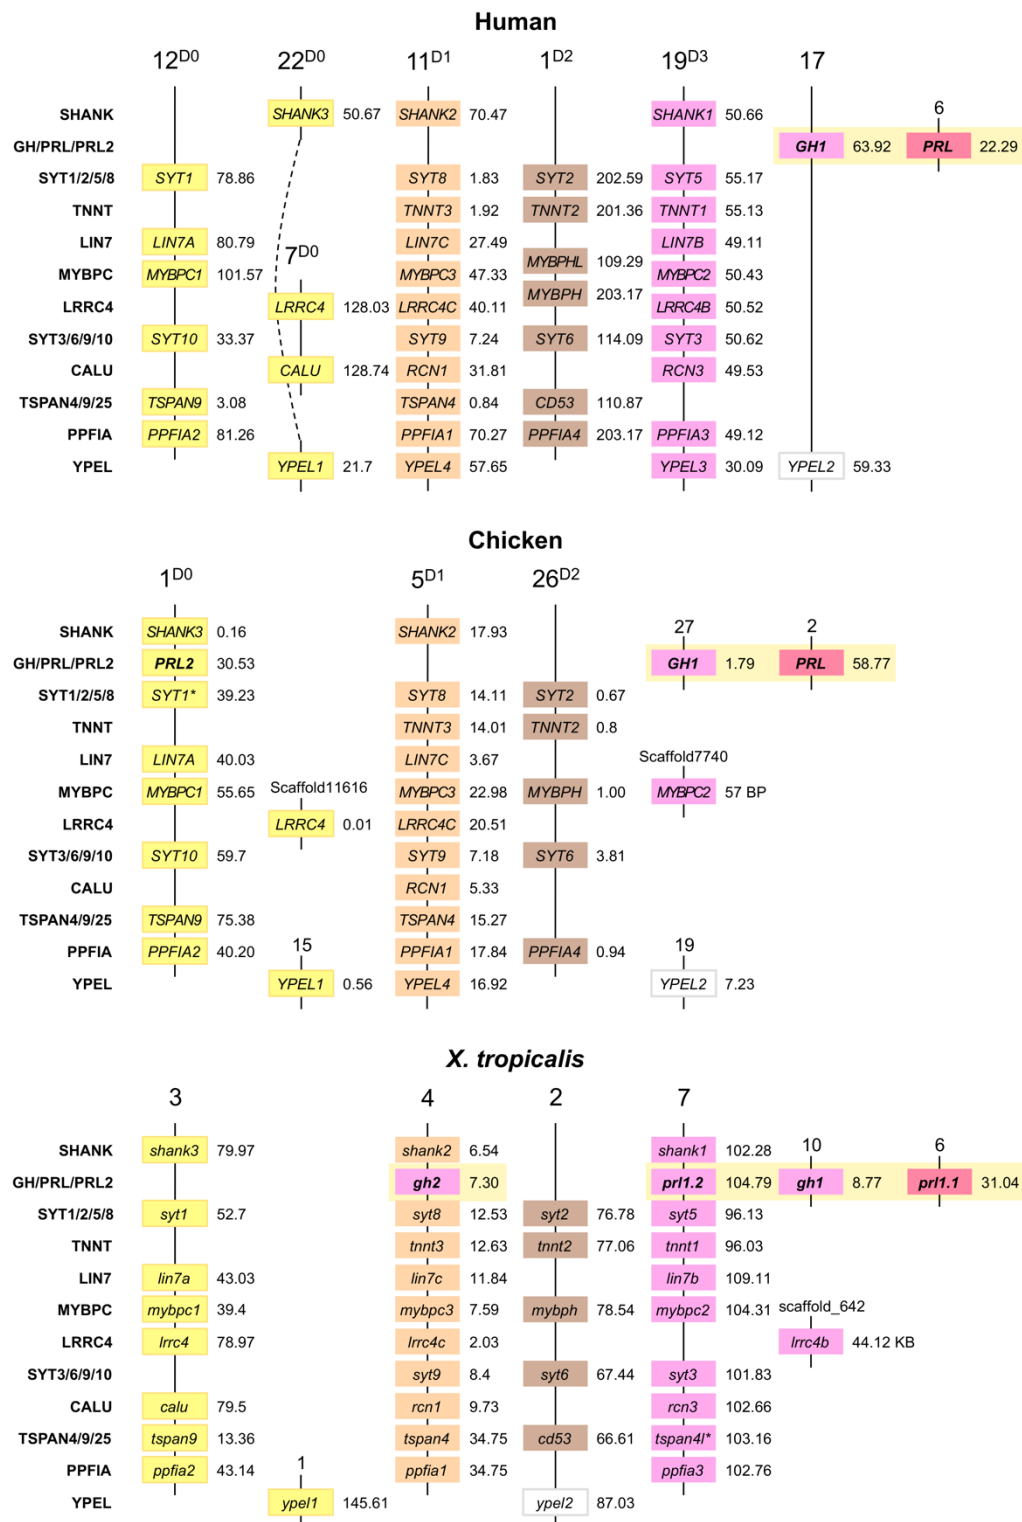 Human
12D0 22D0 11D1 1D2 19D3 17
SHANK SHANK3 50.67 SHANK2 70.47 SHANK1 50.66 6
GH/PRL/PRL2 GH1 63.92 PRL 22.29
SYT1/2/5/8 SYT1 78.86 SYT8 1.83 SYT2 202.59 SYT5 55.17
TNNT TNNT3 1.92 TNNT2 201.36 TNNT1 55.13
LIN7 LIN7A 80.79 7D0 LIN7C 27.49 LIN7B 49.11
MYBPHL 109.29
MYBPC MYBPC1 101.57 MYBPC3 47.33 MYBPC2 50.43
MYBPH 203.17
LRRC4 LRRC4 128.03 LRRC4C 40.11 LRRC4B 50.52
SYT3/6/9/10 SYT10 33.37 SYT9 7.24 SYT6 114.09 SYT3 50.62
CALU CALU 128.74 RCN1 31.81 RCN3 49.53
TSPAN4/9/25 TSPAN9 3.08 TSPAN4 0.84 CD53 110.87
PPFIA PPFIA2 81.26 PPFIA1 70.27 PPFIA4 203.17 PPFIA3 49.12
YPEL YPEL1 21.7 YPEL4 57.65 YPEL3 30.09 YPEL2 59.33
Chicken
1D0 5D1 26D2
SHANK SHANK3 0.16 SHANK2 17.93 27 2
GH/PRL/PRL2 PRL2 30.53 GH1 1.79 PRL 58.77
SYT1/2/5/8 SYT1* 39.23 SYT8 14.11 SYT2 0.67
TNNT TNNT3 14.01 TNNT2 0.8
LIN7 LIN7A 40.03 LIN7C 3.67 Scaffold7740
MYBPC MYBPC1 55.65 Scaffold11616 MYBPC3 22.98 MYBPH 1.00 MYBPC2 57 BP
LRRC4 LRRC4 0.01 LRRC4C 20.51
SYT3/6/9/10 SYT10 59.7 SYT9 7.18 SYT6 3.81
CALU RCN1 5.33
TSPAN4/9/25 TSPAN9 75.38 TSPAN4 15.27
PPFIA PPFIA2 40.20 15 PPFIA1 17.84 PPFIA4 0.94 19
YPEL YPEL1 0.56 YPEL4 16.92 YPEL2 7.23
X. tropicalis
3 4 2 7
SHANK shank3 79.97 shank2 6.54 shank1 102.28 10 6
GH/PRL/PRL2 gh2 7.30 prl1.2 104.79 gh1 8.77 prl1.1 31.04
SYT1/2/5/8 syt1 52.7 syt8 12.53 syt2 76.78 syt5 96.13
TNNT tnnt3 12.63 tnnt2 77.06 tnnt1 96.03
LIN7 lin7a 43.03 lin7c 11.84 lin7b 109.11
MYBPC mybpc1 39.4 mybpc3 7.59 mybph 78.54 mybpc2 104.31 scaffold_642
LRRC4 lrrc4 78.97 lrrc4c 2.03 lrrc4b 44.12 KB
SYT3/6/9/10 syt9 8.4 syt6 67.44 syt3 101.83
CALU calu 79.5 rcn1 9.73 rcn3 102.66
TSPAN4/9/25 tspan9 13.36 tspan4 34.75 cd53 66.61 tspan4l* 103.16
PPFIA ppfia2 43.14 1 ppfia1 34.75 ppfia3 102.76
YPEL ypel1 145.61 ypel2 87.03